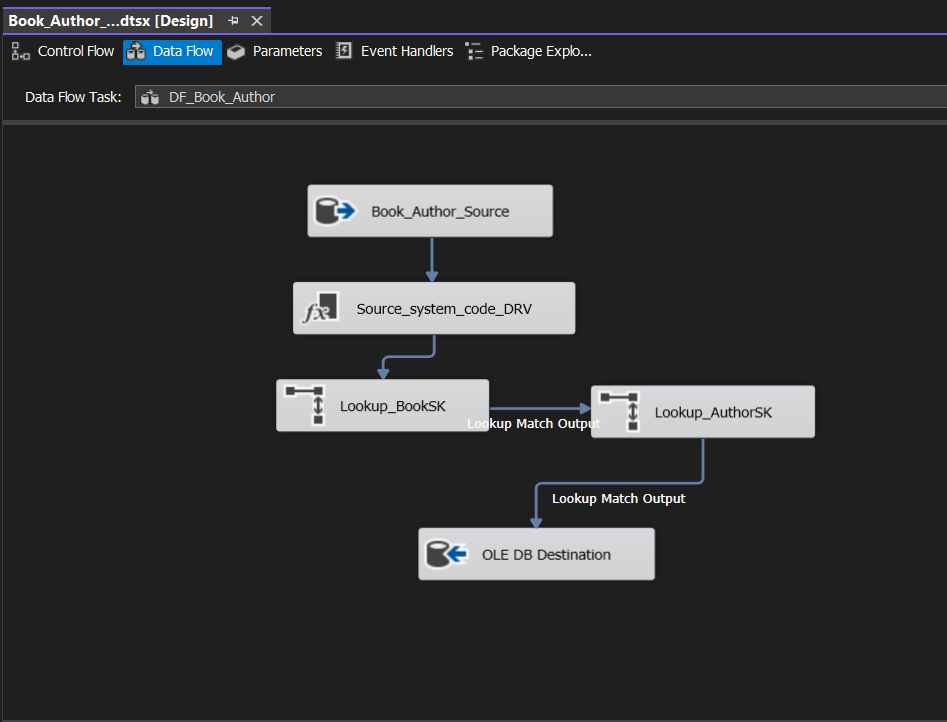 Book_Author_...dtsx [Design]
Control Flow Data Flow Parameters Event Handlers Package Explo...
Data Flow Task: DF_Book_Author
Book_Author_Source
fx Source_system_code_DRV
Lookup_BookSK
Lookup Match Output
Lookup_AuthorSK
Lookup Match Output
OLE DB Destination